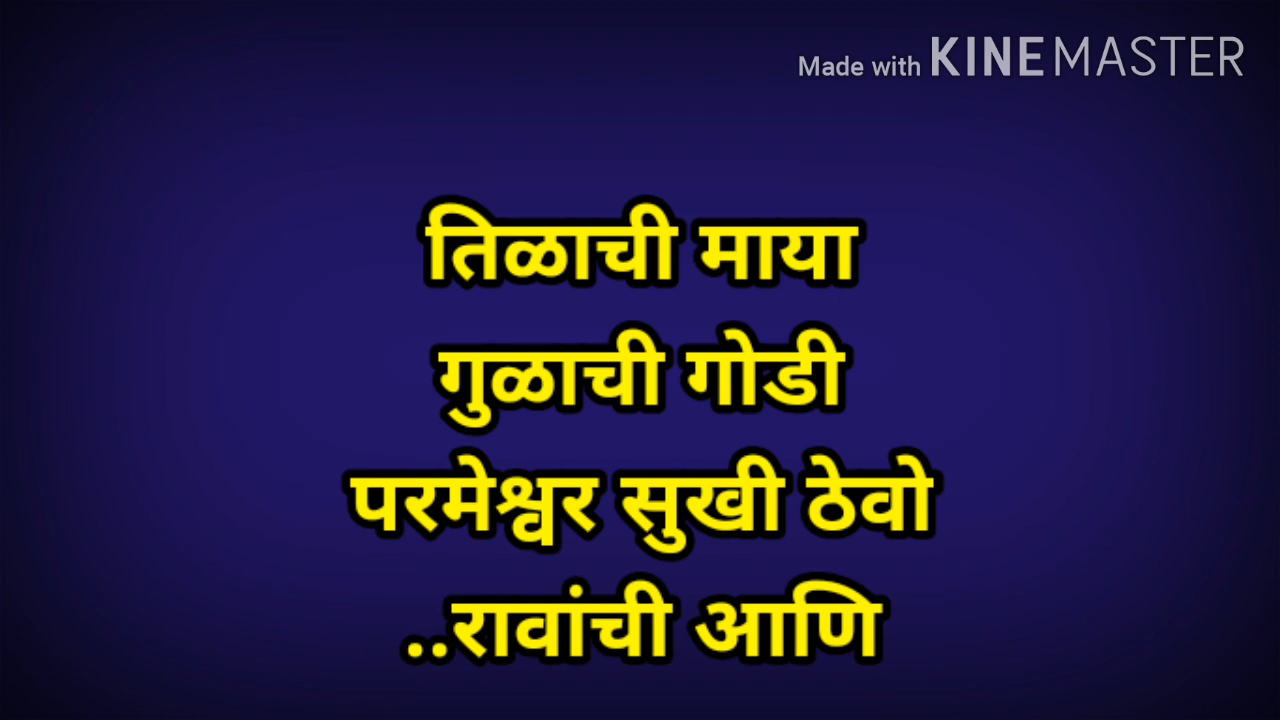 Made with KINEMASTER
तिळाची माया
गुळाची गोडी
परमेश्वर सुखी ठेवो
..रावांची आणि